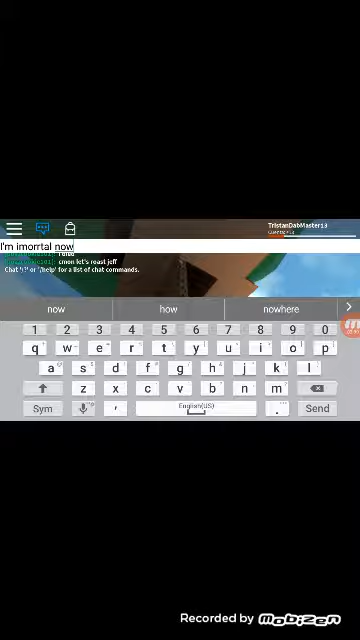 TristanDabMaster13
I'm imorrtal now
I died
cmon let's roast jeff
Chat '/?' or '/help' for a list of chat commands.
now how nowhere
1 2 3 4 5 6 7 8 9 0
q w e r t y u i o p
a s d f g h j k l
z x c v b n m
Sym , English(US) . Send
Recorded by mobizen